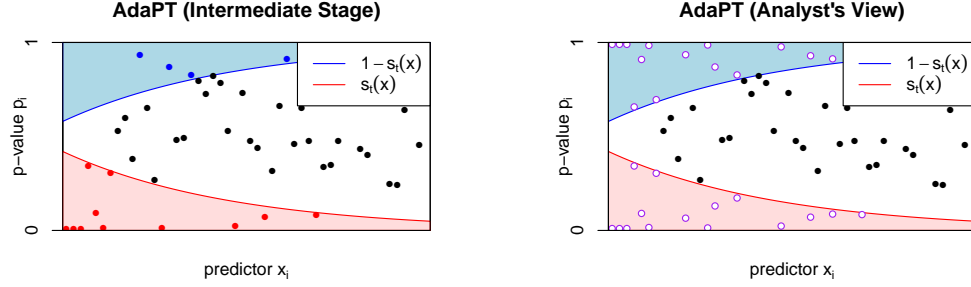 AdaPT (Intermediate Stage)
1
0
p−value pᵢ
predictor xᵢ
1 − sₜ(x)
sₜ(x)
AdaPT (Analyst's View)
1
0
p−value pᵢ
predictor xᵢ
1 − sₜ(x)
sₜ(x)